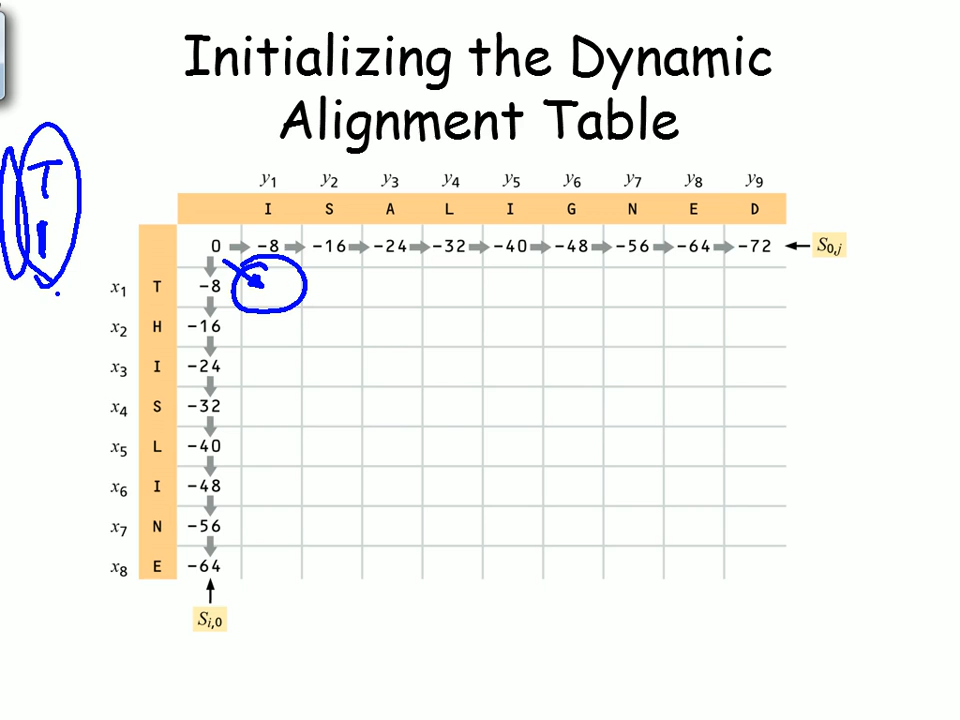 Initializing the Dynamic
Alignment Table
T
I
y1 y2 y3 y4 y5 y6 y7 y8 y9
I S A L I G N E D
0 -8 -16 -24 -32 -40 -48 -56 -64 -72 S0,j
x1 T -8
x2 H -16
x3 I -24
x4 S -32
x5 L -40
x6 I -48
x7 N -56
x8 E -64
Si,0